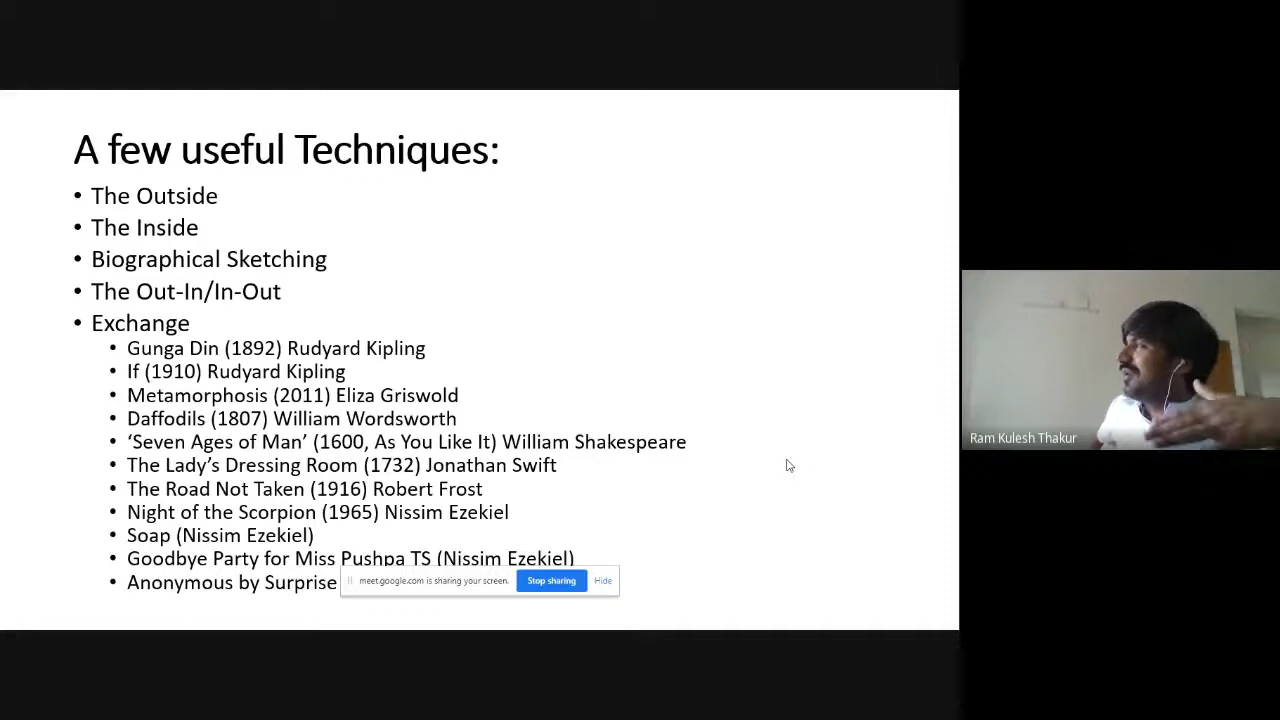 A few useful Techniques:
• The Outside
• The Inside
• Biographical Sketching
• The Out-In/In-Out
• Exchange
• Gunga Din (1892) Rudyard Kipling
• If (1910) Rudyard Kipling
• Metamorphosis (2011) Eliza Griswold
• Daffodils (1807) William Wordsworth
• ‘Seven Ages of Man’ (1600, As You Like It) William Shakespeare
• The Lady’s Dressing Room (1732) Jonathan Swift
• The Road Not Taken (1916) Robert Frost
• Night of the Scorpion (1965) Nissim Ezekiel
• Soap (Nissim Ezekiel)
• Goodbye Party for Miss Pushpa TS (Nissim Ezekiel)
• Anonymous by Surprise
meet.google.com is sharing your screen. Stop sharing Hide
Ram Kulesh Thakur